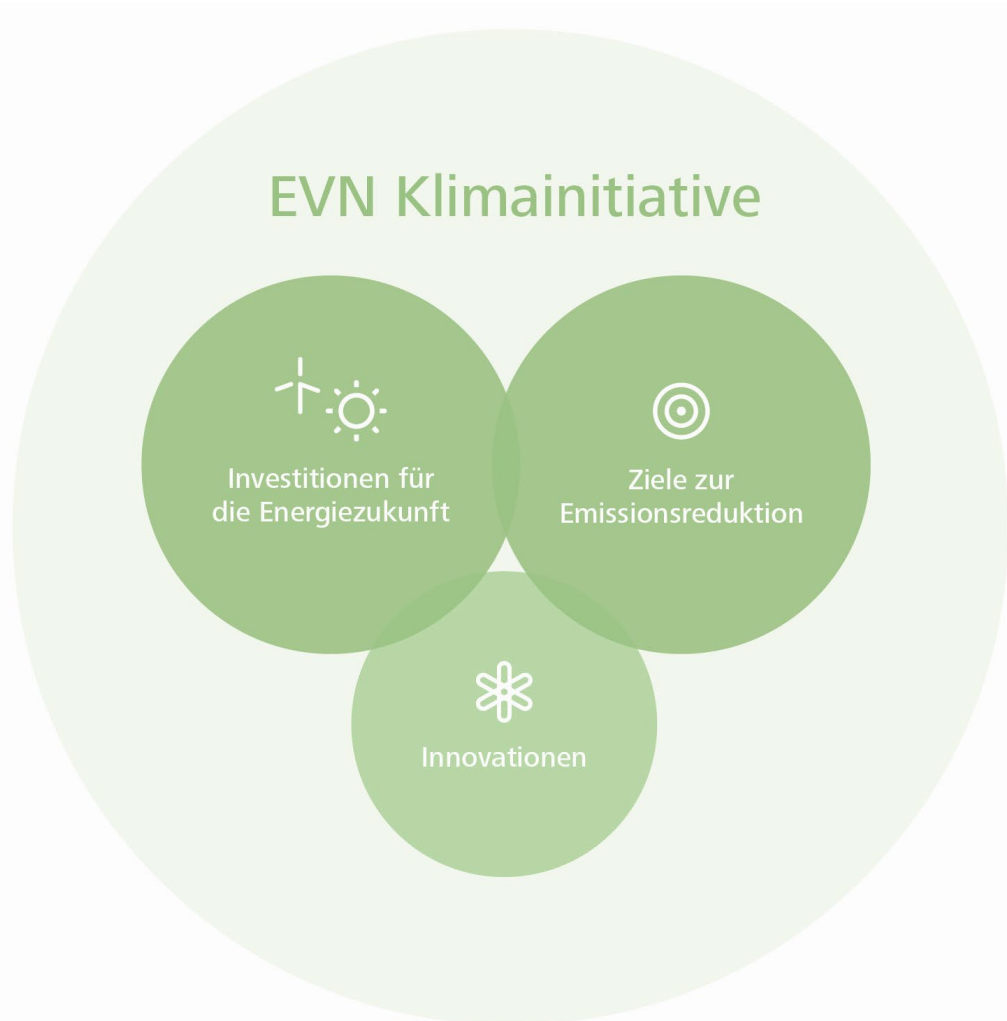 EVN Klimainitiative
Investitionen für
die Energiezukunft
Ziele zur
Emissionsreduktion
Innovationen